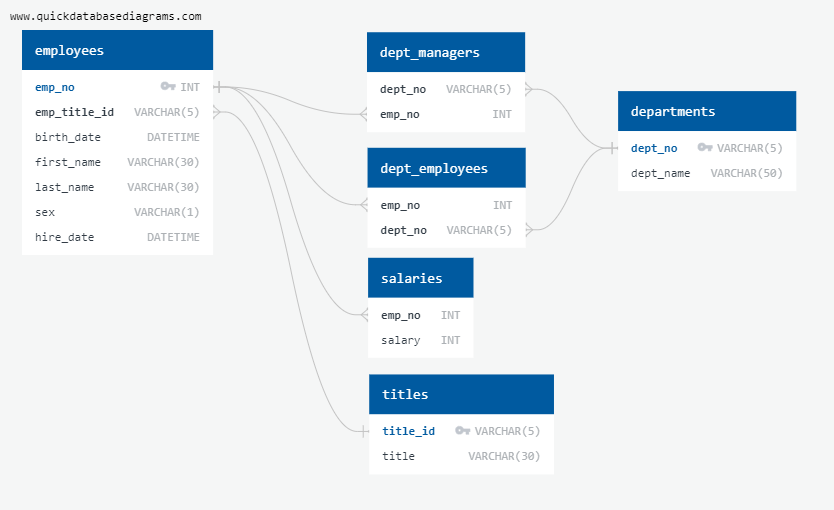 www.quickdatabasediagrams.com
employees
emp_no INT
emp_title_id VARCHAR(5)
birth_date DATETIME
first_name VARCHAR(30)
last_name VARCHAR(30)
sex VARCHAR(1)
hire_date DATETIME
dept_managers
dept_no VARCHAR(5)
emp_no INT
dept_employees
emp_no INT
dept_no VARCHAR(5)
salaries
emp_no INT
salary INT
titles
title_id VARCHAR(5)
title VARCHAR(30)
departments
dept_no VARCHAR(5)
dept_name VARCHAR(50)